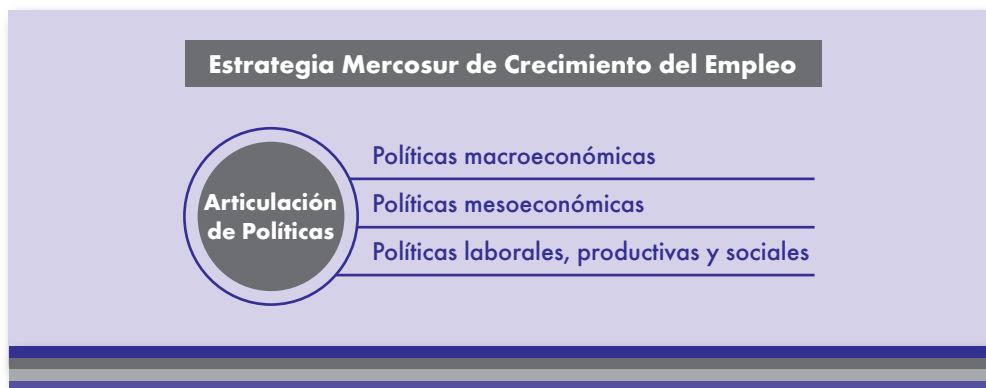 Estrategia Mercosur de Crecimiento del Empleo
Articulación
de Políticas
Políticas macroeconómicas
Políticas mesoeconómicas
Políticas laborales, productivas y sociales